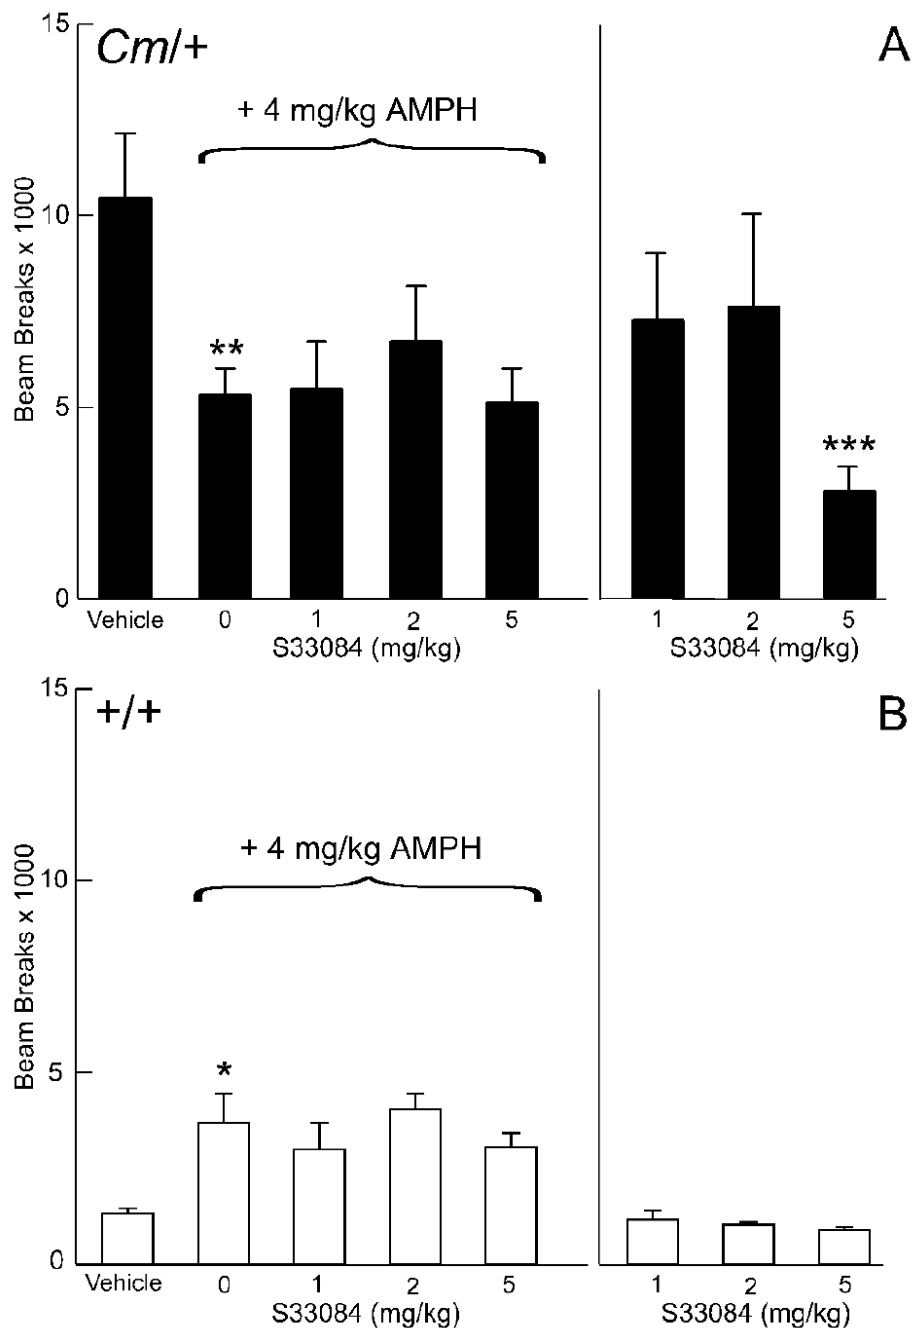 15
Cm/+
A
+ 4 mg/kg AMPH
10
Beam Breaks x 1000
**
5
***
0
Vehicle 0 1 2 5 1 2 5
S33084 (mg/kg) S33084 (mg/kg)
15
+/+
B
+ 4 mg/kg AMPH
10
Beam Breaks x 1000
5
*
0
Vehicle 0 1 2 5 1 2 5
S33084 (mg/kg) S33084 (mg/kg)